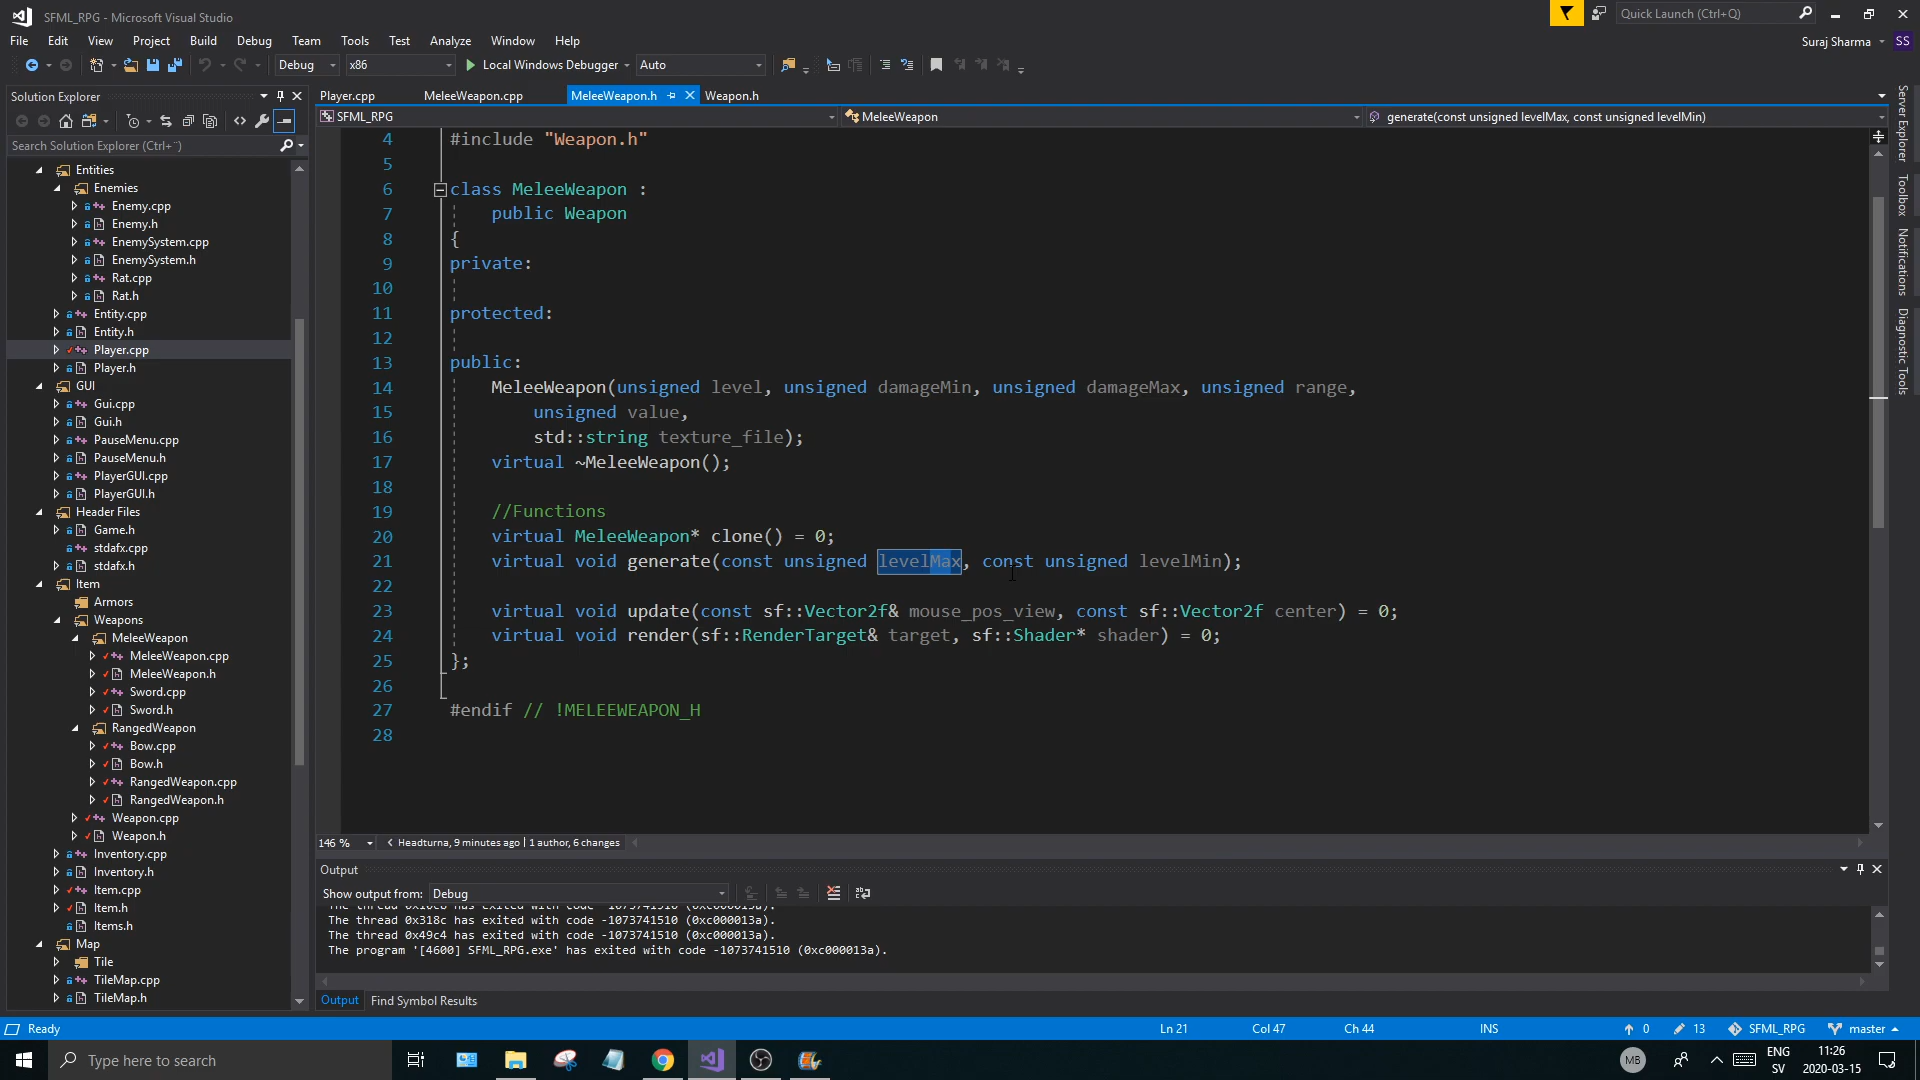 SFML_RPG - Microsoft Visual Studio
Quick Launch (Ctrl+Q)
File Edit View Project Build Debug Team Tools Test Analyze Window Help
Suraj Sharma SS
Debug x86 Local Windows Debugger Auto
Solution Explorer
Search Solution Explorer (Ctrl+¨)
Entities
Enemies
Enemy.cpp
Enemy.h
EnemySystem.cpp
EnemySystem.h
Rat.cpp
Rat.h
Entity.cpp
Entity.h
Player.cpp
Player.h
GUI
Gui.cpp
Gui.h
PauseMenu.cpp
PauseMenu.h
PlayerGUI.cpp
PlayerGUI.h
Header Files
Game.h
stdafx.cpp
stdafx.h
Item
Armors
Weapons
MeleeWeapon
MeleeWeapon.cpp
MeleeWeapon.h
Sword.cpp
Sword.h
RangedWeapon
Bow.cpp
Bow.h
RangedWeapon.cpp
RangedWeapon.h
Weapon.cpp
Weapon.h
Inventory.cpp
Inventory.h
Item.cpp
Item.h
Items.h
Map
Tile
TileMap.cpp
TileMap.h
Player.cpp MeleeWeapon.cpp MeleeWeapon.h Weapon.h
SFML_RPG MeleeWeapon generate(const unsigned levelMax, const unsigned levelMin)
4 #include "Weapon.h"
5
6 class MeleeWeapon :
7 public Weapon
8 {
9 private:
10
11 protected:
12
13 public:
14 MeleeWeapon(unsigned level, unsigned damageMin, unsigned damageMax, unsigned range,
15 unsigned value,
16 std::string texture_file);
17 virtual ~MeleeWeapon();
18
19 //Functions
20 virtual MeleeWeapon* clone() = 0;
21 virtual void generate(const unsigned levelMax, const unsigned levelMin);
22
23 virtual void update(const sf::Vector2f& mouse_pos_view, const sf::Vector2f center) = 0;
24 virtual void render(sf::RenderTarget& target, sf::Shader* shader) = 0;
25 };
26
27 #endif // !MELEEWEAPON_H
28
146 % Headturna, 9 minutes ago | 1 author, 6 changes
Output
Show output from: Debug
The thread 0x318c has exited with code -1073741510 (0xc000013a).
The thread 0x49c4 has exited with code -1073741510 (0xc000013a).
The program '[4600] SFML_RPG.exe' has exited with code -1073741510 (0xc000013a).
Output Find Symbol Results
Server Explorer
Toolbox
Notifications
Diagnostic Tools
Ready Ln 21 Col 47 Ch 44 INS 0 13 SFML_RPG master
Type here to search
MB
ENG
SV
11:26
2020-03-15